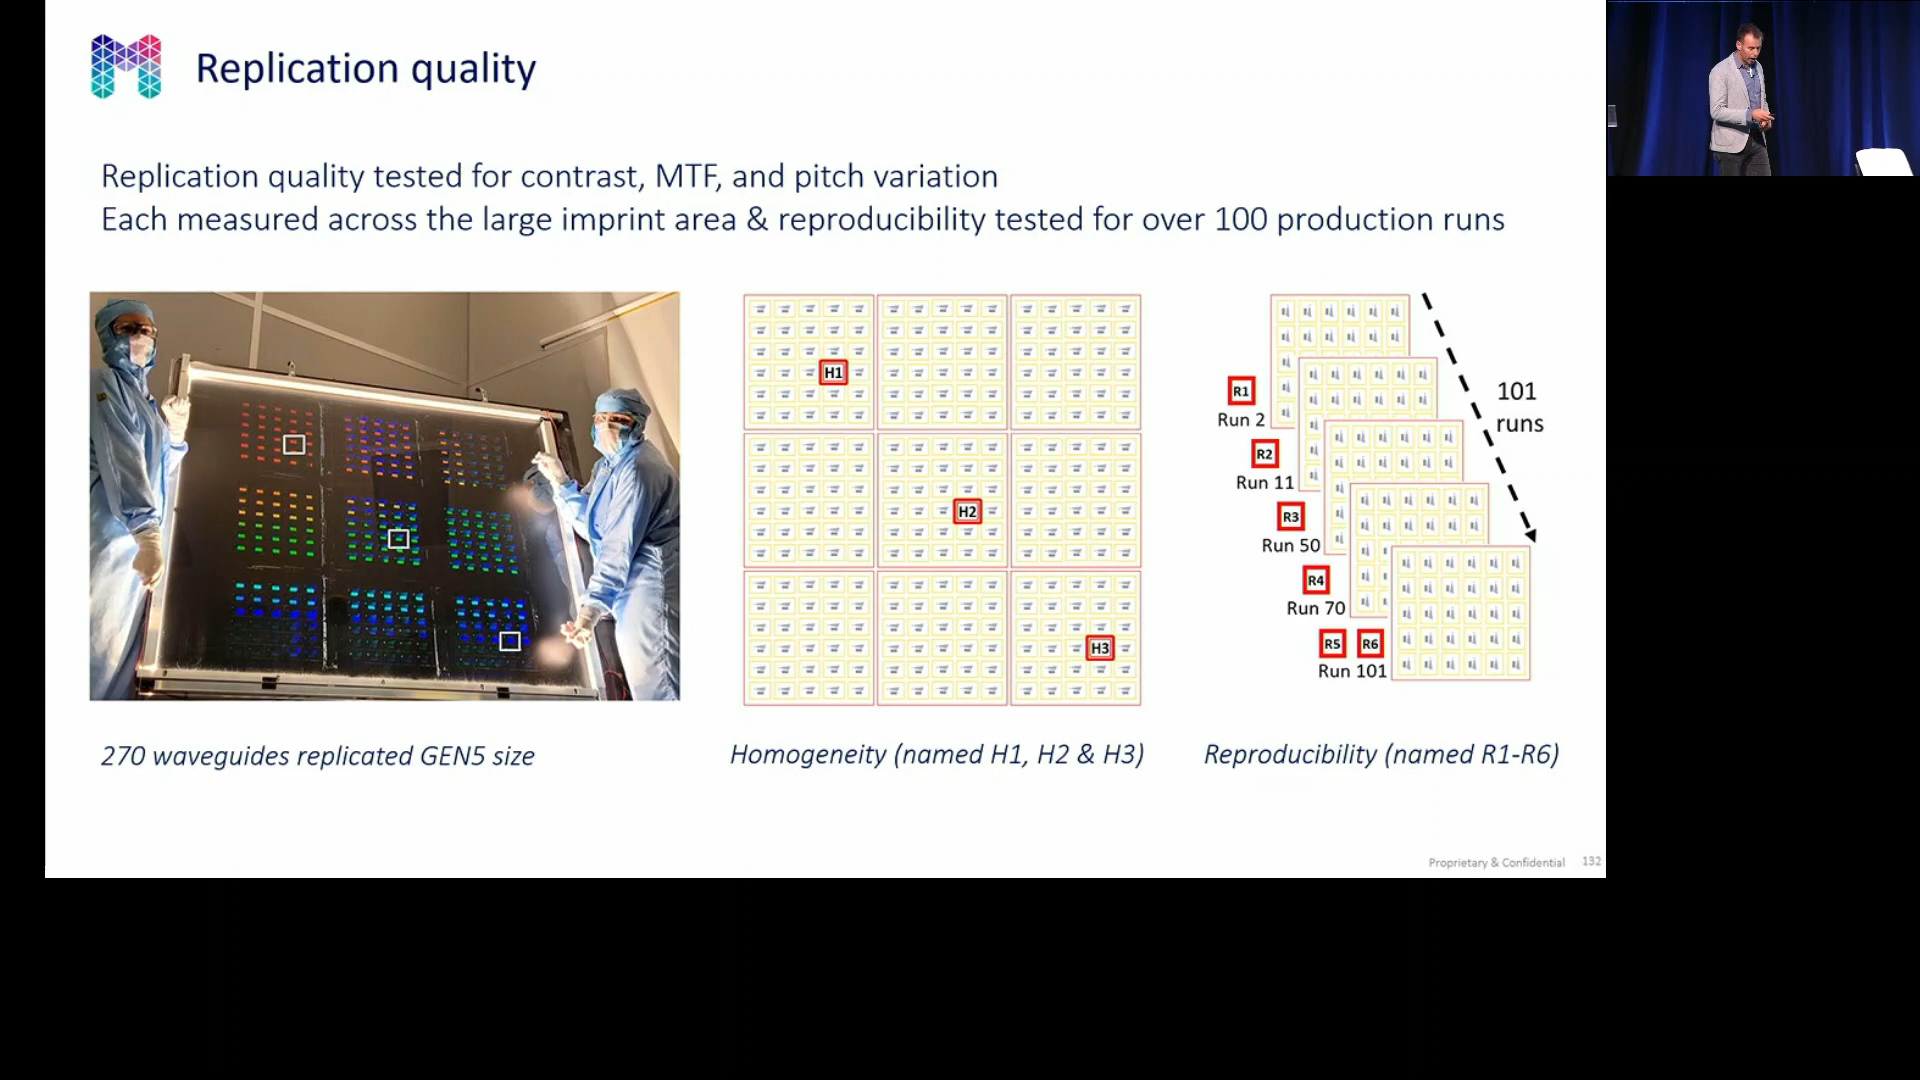 Replication quality
Replication quality tested for contrast, MTF, and pitch variation
Each measured across the large imprint area & reproducibility tested for over 100 production runs
H1
H2
H3
R1
Run 2
R2
Run 11
R3
Run 50
R4
Run 70
R5 R6
Run 101
101
runs
270 waveguides replicated GEN5 size
Homogeneity (named H1, H2 & H3)
Reproducibility (named R1-R6)
Proprietary & Confidential 132